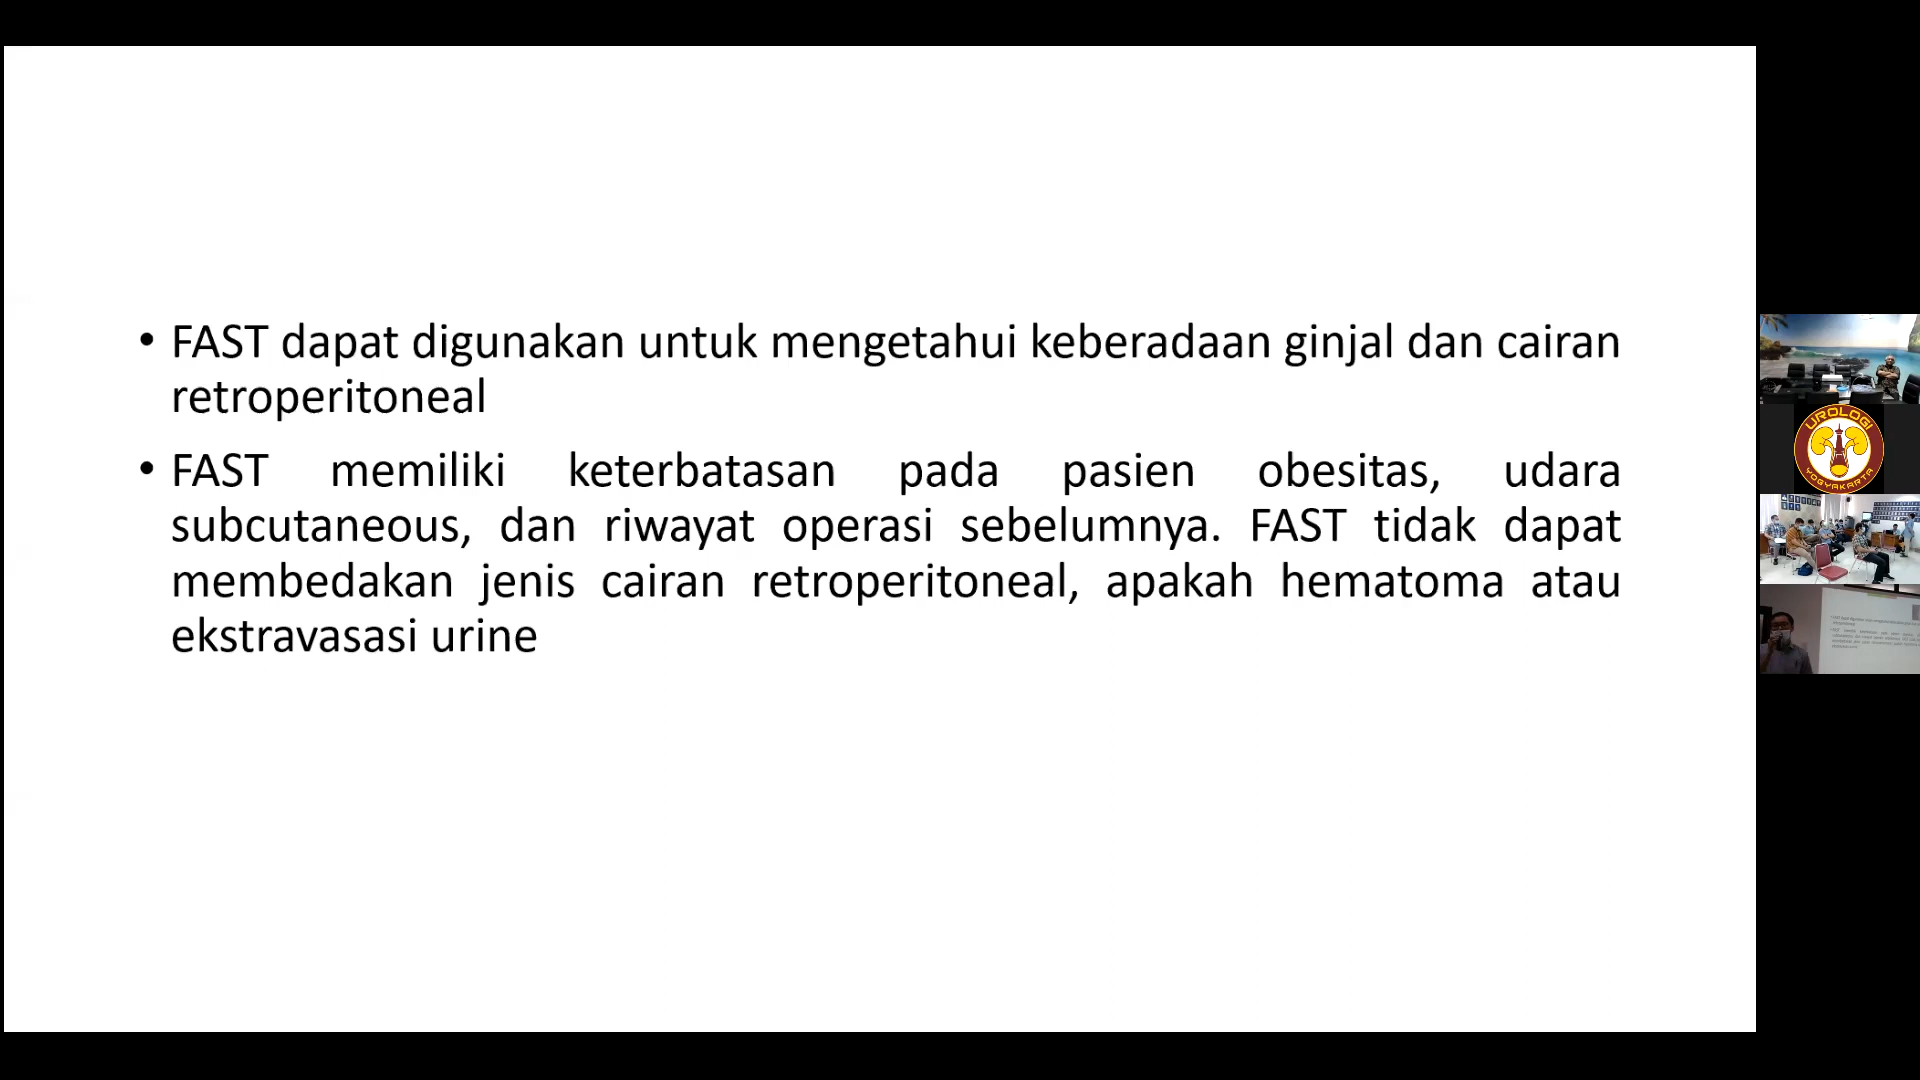 • FAST dapat digunakan untuk mengetahui keberadaan ginjal dan cairan
retroperitoneal
• FAST memiliki keterbatasan pada pasien obesitas, udara
subcutaneous, dan riwayat operasi sebelumnya. FAST tidak dapat
membedakan jenis cairan retroperitoneal, apakah hematoma atau
ekstravasasi urine
UROLOGI
YOGYAKARTA